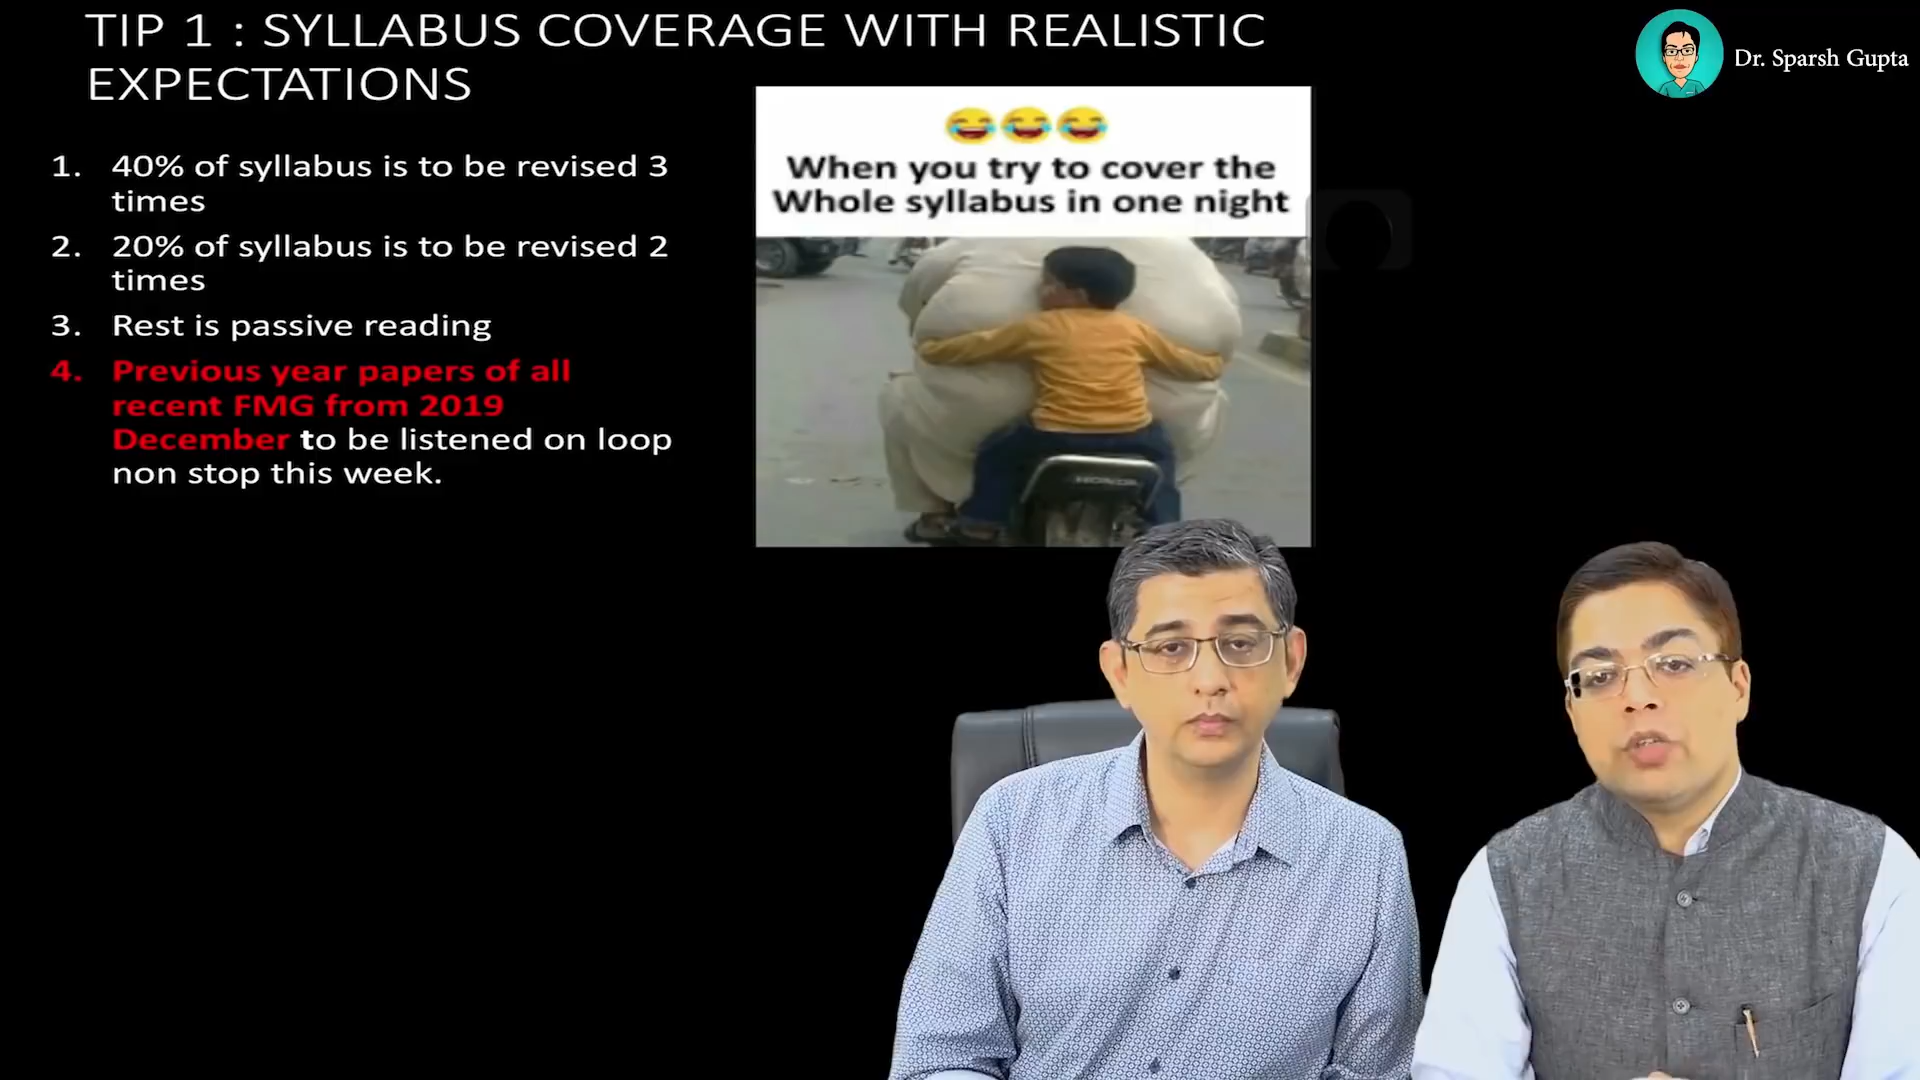 TIP 1 : SYLLABUS COVERAGE WITH REALISTIC
EXPECTATIONS
1. 40% of syllabus is to be revised 3
times
2. 20% of syllabus is to be revised 2
times
3. Rest is passive reading
4. Previous year papers of all
recent FMG from 2019
December to be listened on loop
non stop this week.
When you try to cover the
Whole syllabus in one night
HONDA
Dr. Sparsh Gupta